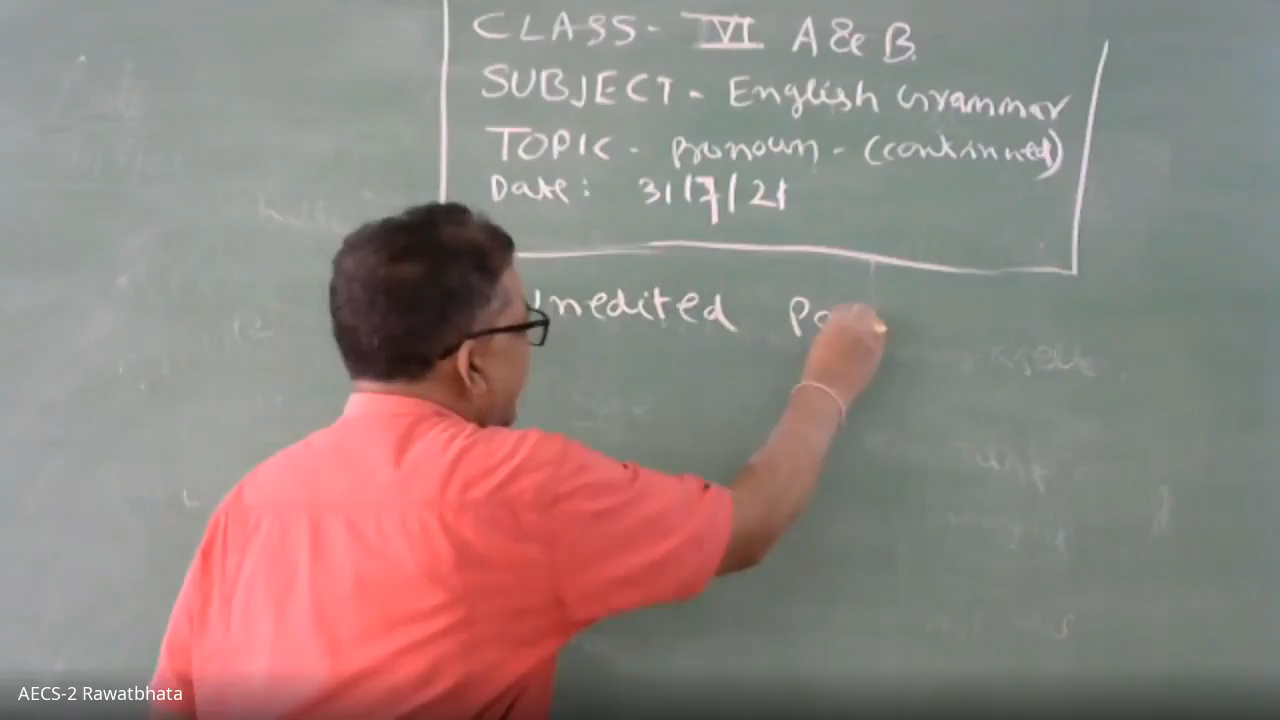 CLASS - VI A & B.
SUBJECT - English Grammar
TOPIC - Pronoun - (continued)
Date : 31/7/21
Unedited
AECS-2 Rawatbhata